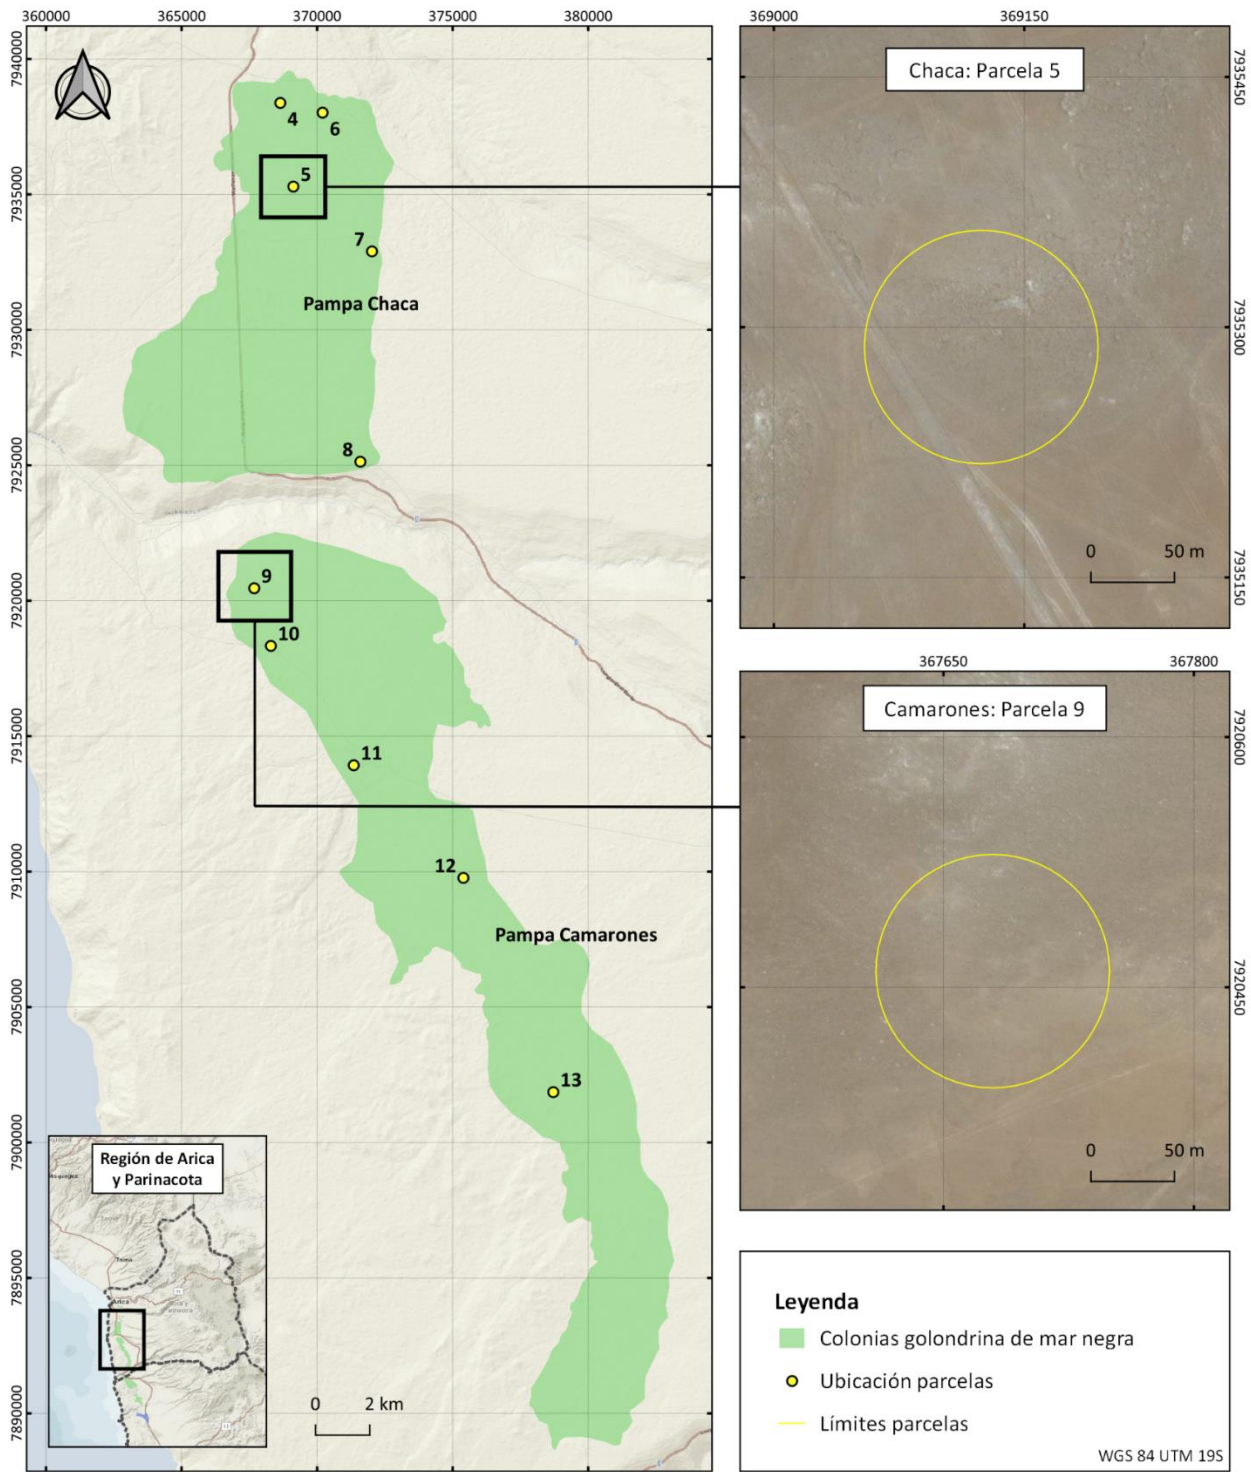 360000 365000 370000 375000 380000
7940000
7935000
7930000
7925000
7920000
7915000
7910000
7905000
7900000
7895000
7890000
4
6
5
7
Pampa Chaca
8
9
10
11
12
Pampa Camarones
13
Región de Arica
y Parinacota
Tacna
Arica
0 2 km
369000 369150
Chaca: Parcela 5
7935450
7935300
7935150
0 50 m
367650 367800
Camarones: Parcela 9
7920600
7920450
0 50 m
Leyenda
Colonias golondrina de mar negra
Ubicación parcelas
Límites parcelas
WGS 84 UTM 19S